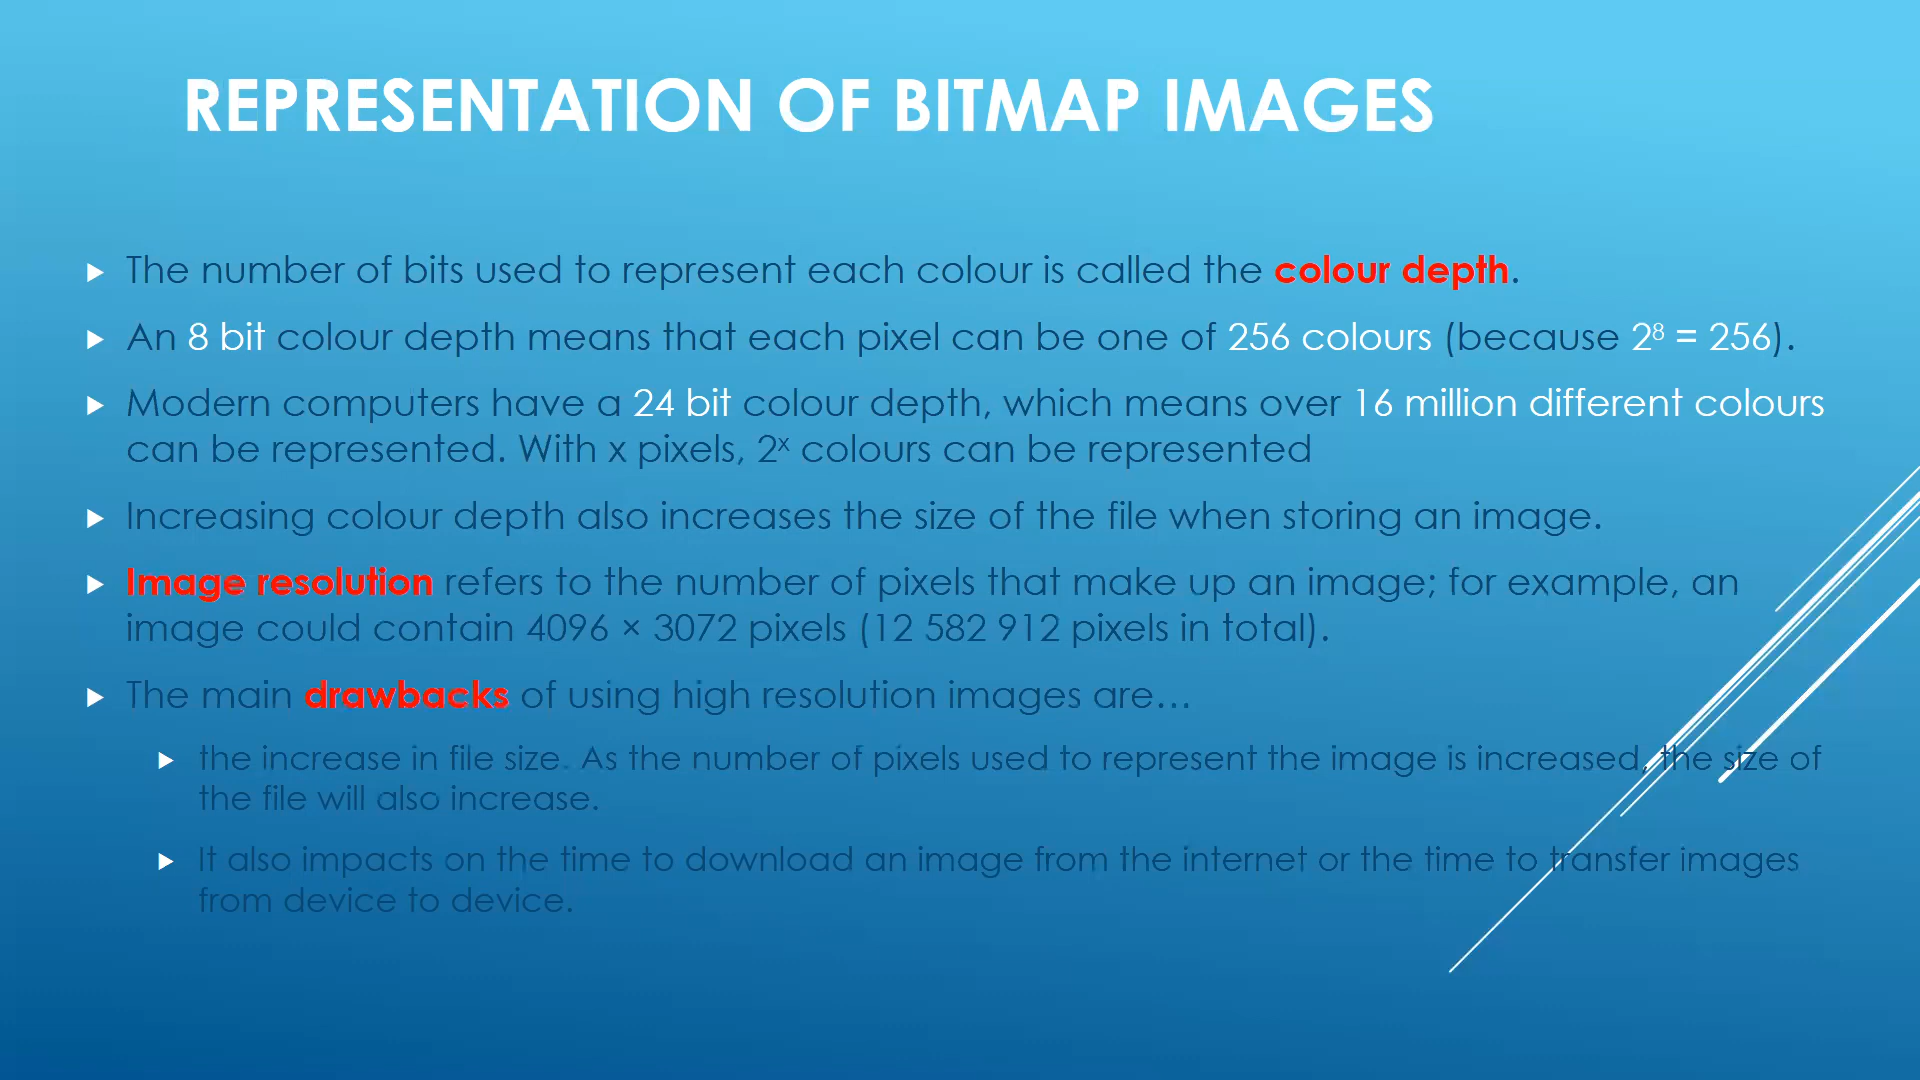 REPRESENTATION OF BITMAP IMAGES
The number of bits used to represent each colour is called the colour depth.
An 8 bit colour depth means that each pixel can be one of 256 colours (because 2⁸ = 256).
Modern computers have a 24 bit colour depth, which means over 16 million different colours
can be represented. With x pixels, 2ˣ colours can be represented
Increasing colour depth also increases the size of the file when storing an image.
Image resolution refers to the number of pixels that make up an image; for example, an
image could contain 4096 × 3072 pixels (12 582 912 pixels in total).
The main drawbacks of using high resolution images are…
the increase in file size. As the number of pixels used to represent the image is increased, the size of
the file will also increase.
It also impacts on the time to download an image from the internet or the time to transfer images
from device to device.